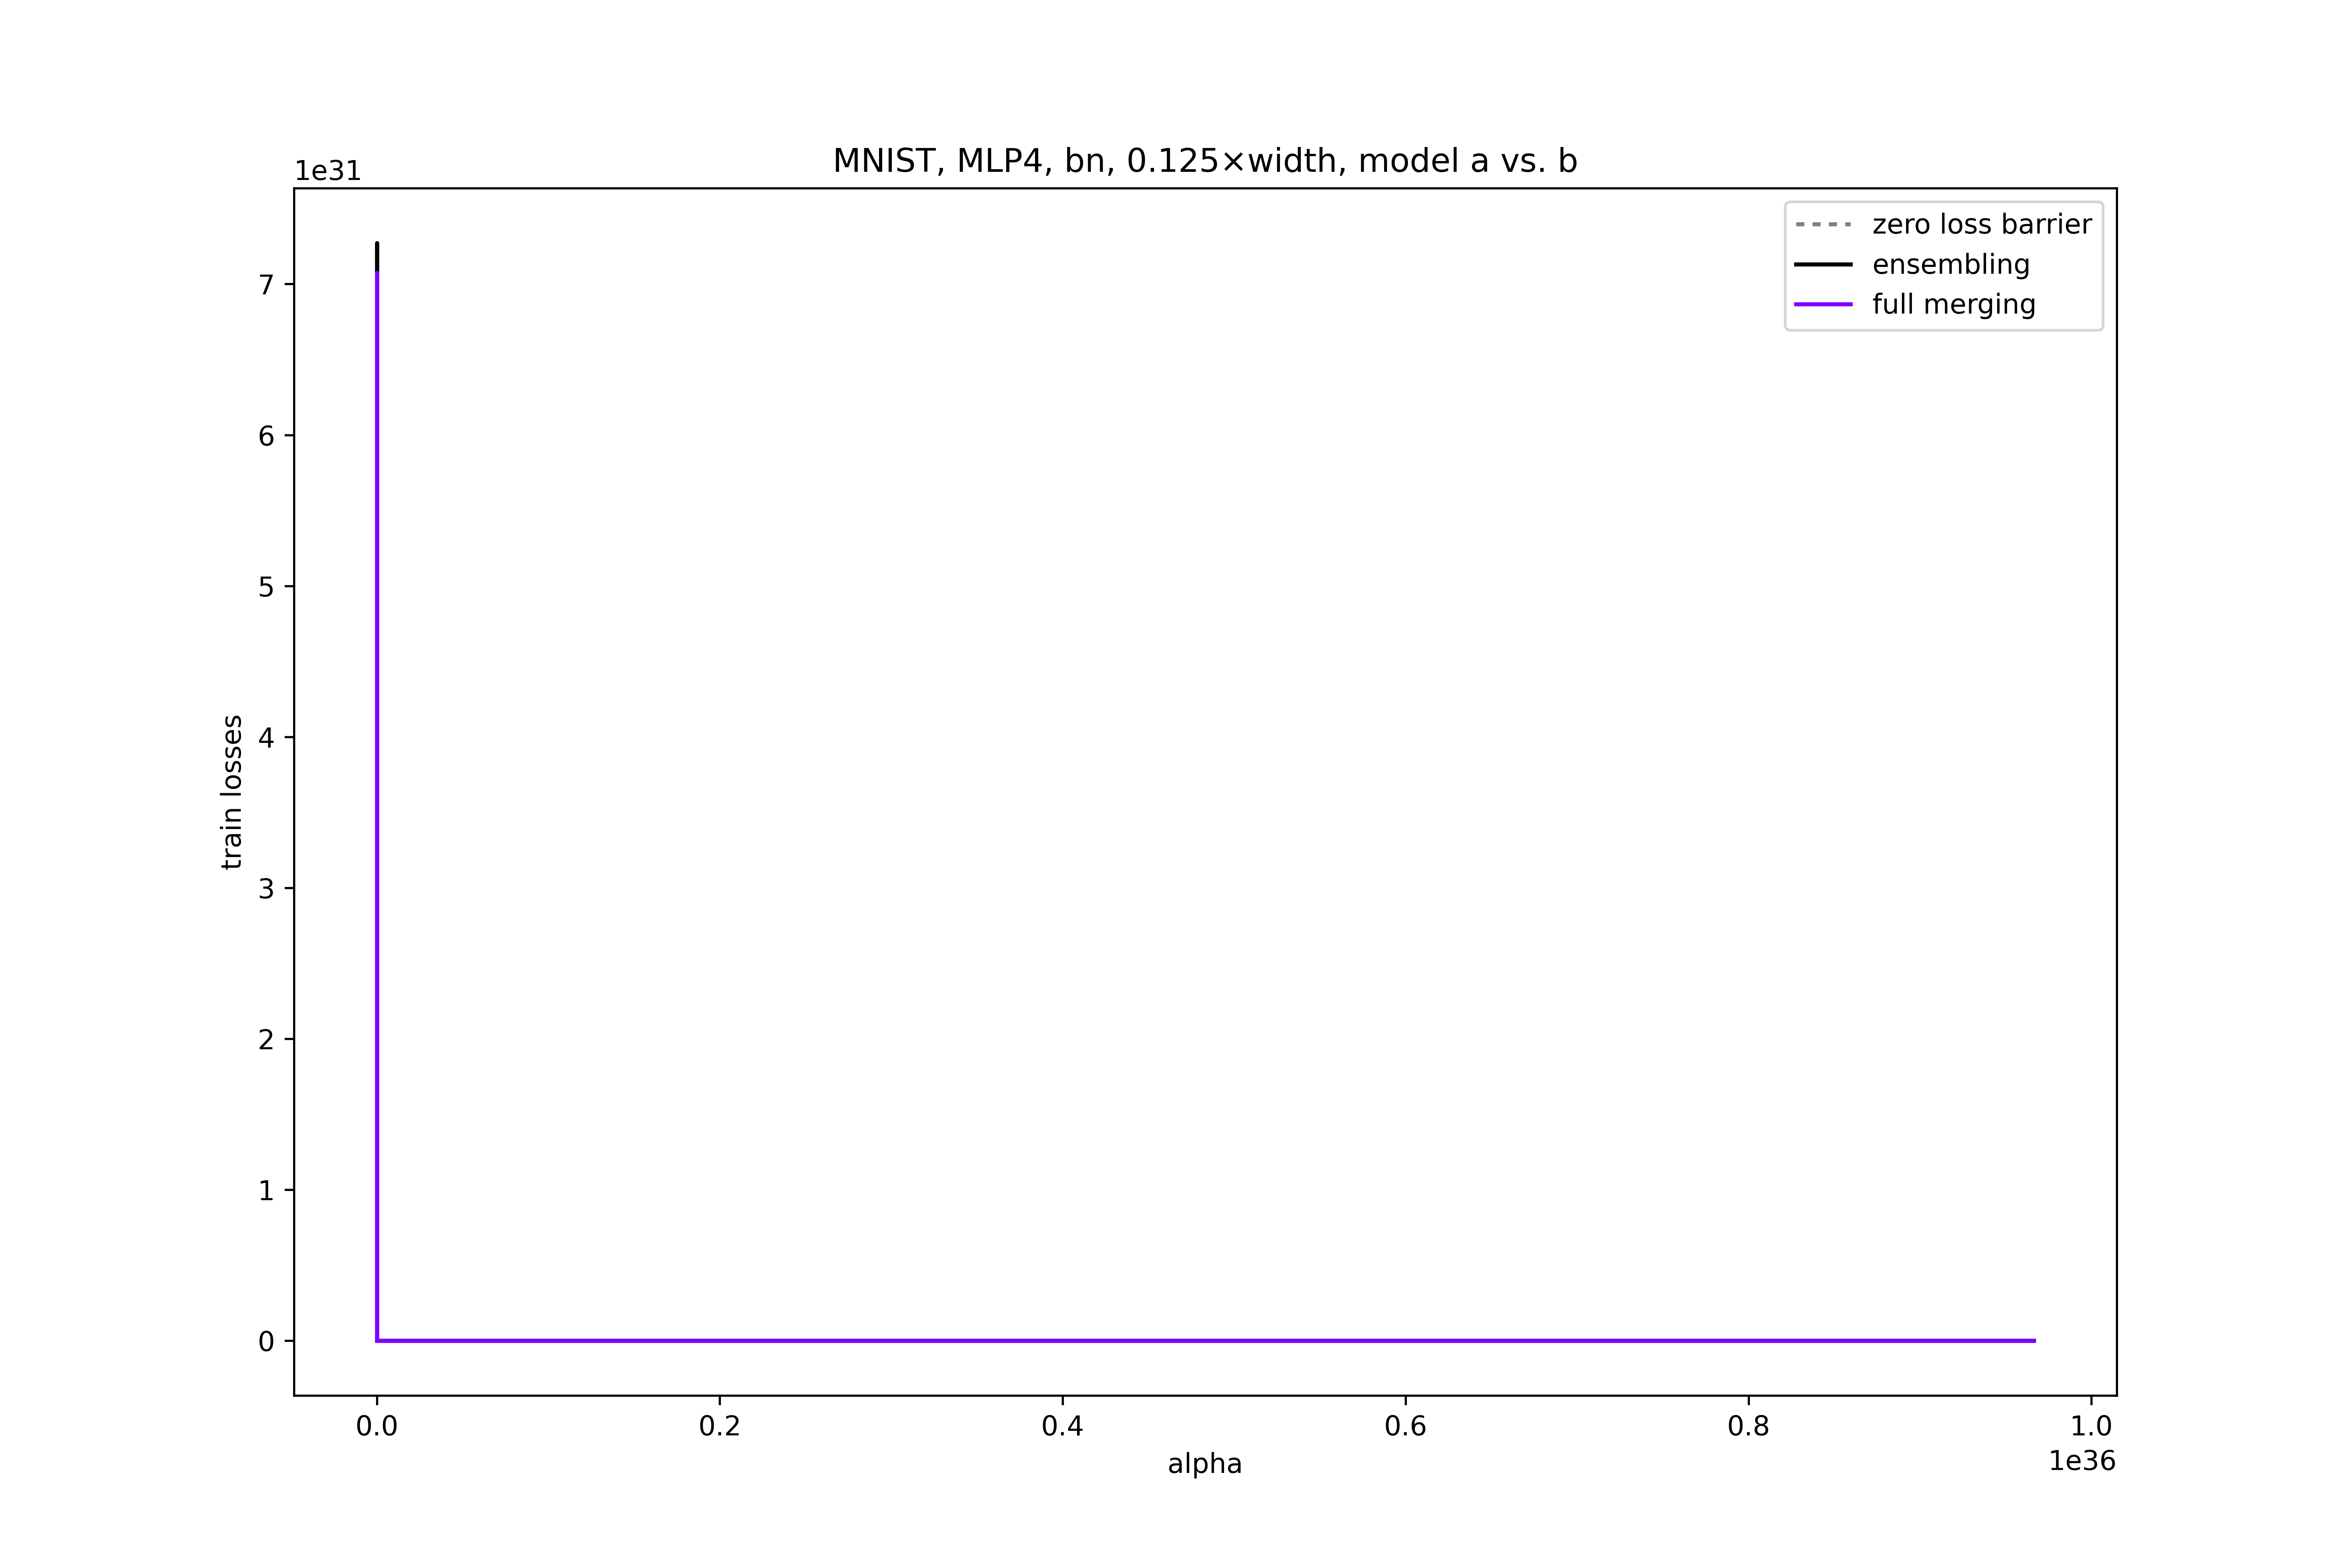 MNIST, MLP4, bn, 0.125×width, model a vs. b
1e31
zero loss barrier
ensembling
full merging
7
6
5
4
3
2
1
0
train losses
0.0 0.2 0.4 0.6 0.8 1.0
alpha
1e36